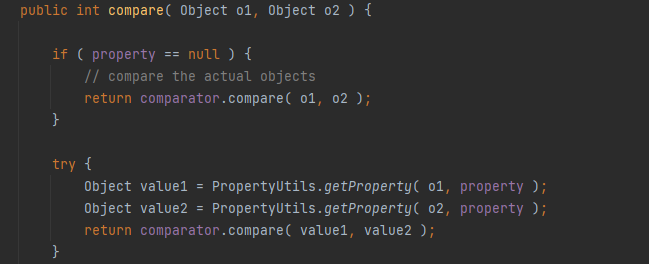 public int compare( Object o1, Object o2 ) {
if ( property == null ) {
// compare the actual objects
return comparator.compare( o1, o2 );
}
try {
Object value1 = PropertyUtils.getProperty( o1, property );
Object value2 = PropertyUtils.getProperty( o2, property );
return comparator.compare( value1, value2 );
}